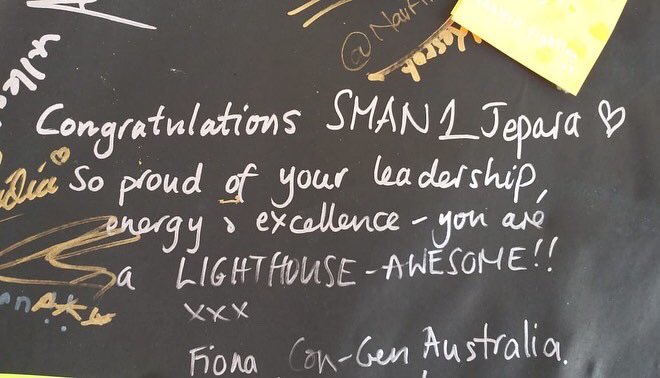 Congratulations SMAN 1 Jepara ♡
So proud of your leadership,
energy & excellence - you are
a LIGHTHOUSE - AWESOME!!
xxx
Fiona Con-Gen Australia.